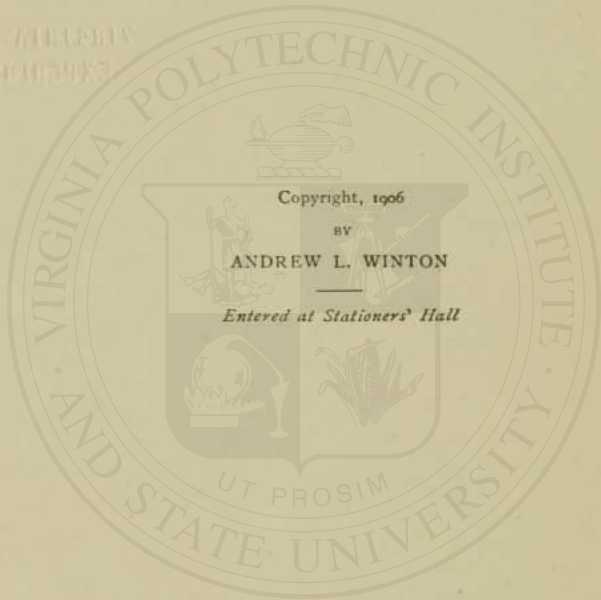 Copyright, 1906
BY
ANDREW L. WINTON
Entered at Stationers' Hall
VIRGINIA POLYTECHNIC INSTITUTE
AND STATE UNIVERSITY
UT PROSIM